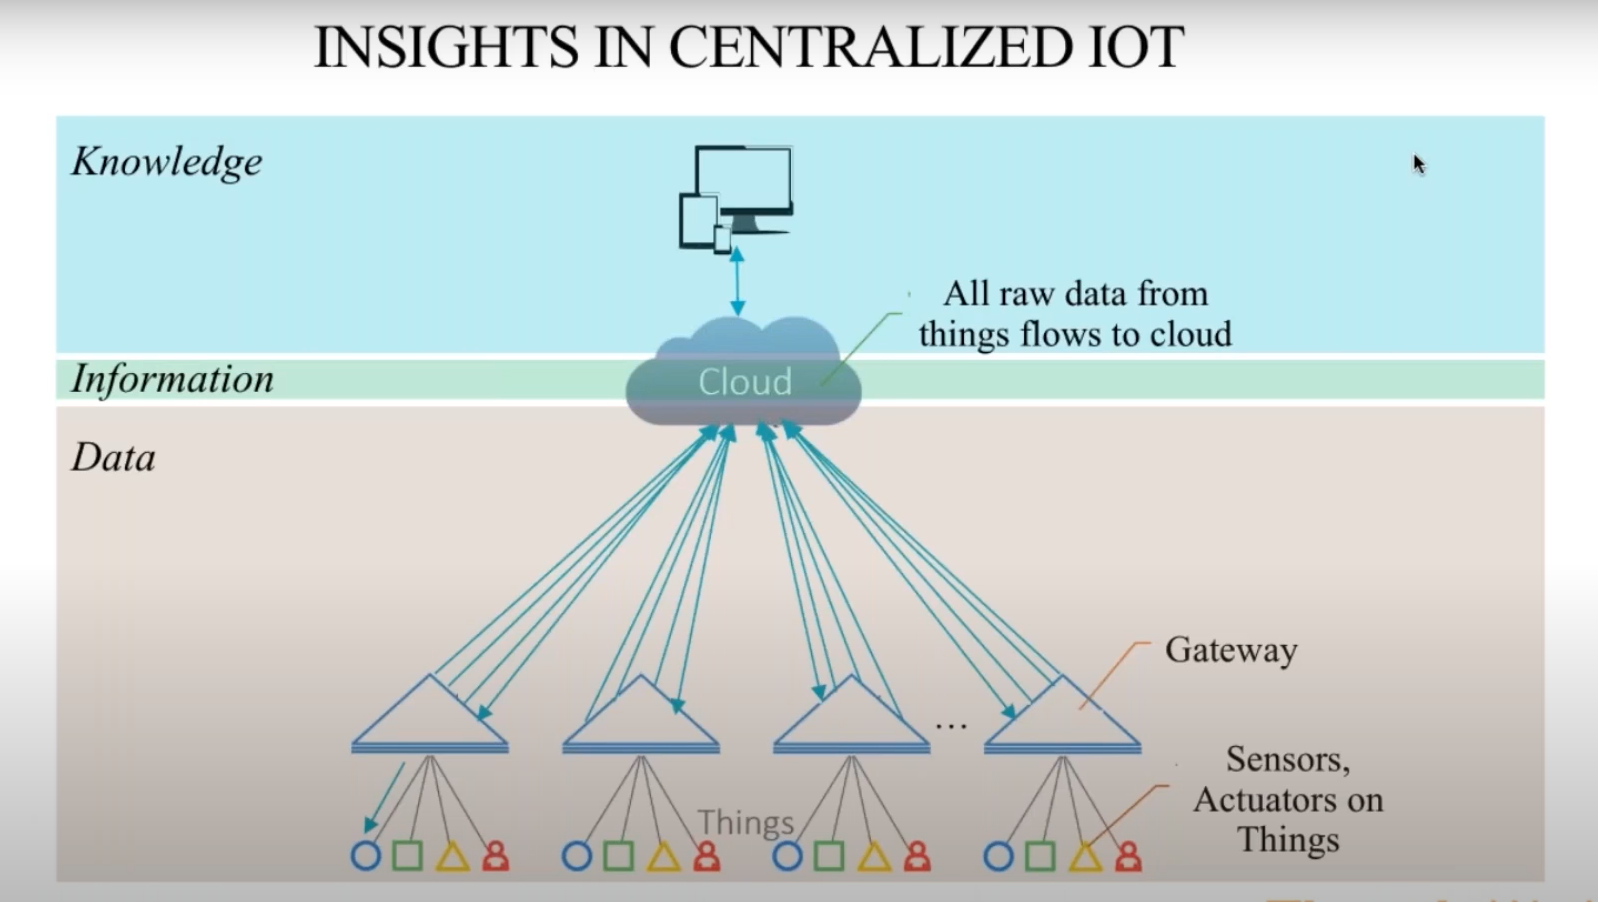 INSIGHTS IN CENTRALIZED IOT
Knowledge
All raw data from
things flows to cloud
Information
Cloud
Data
Gateway
...
Sensors,
Actuators on
Things
Things